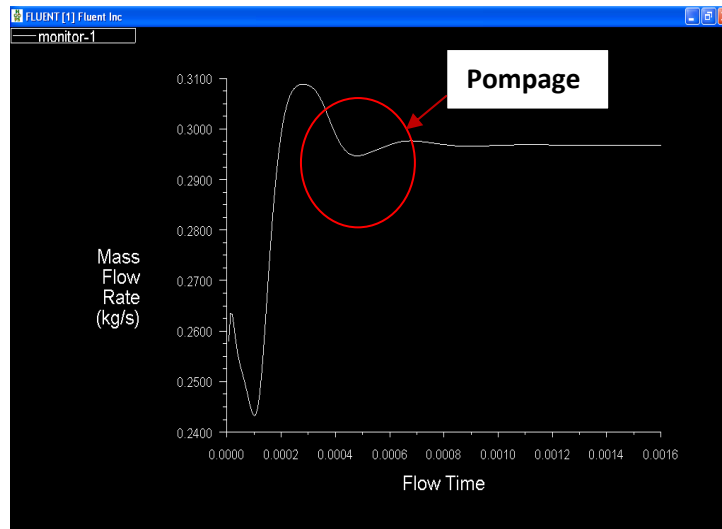 FLUENT [1] Fluent Inc
monitor-1
Pompage
0.3100
0.3000
0.2900
0.2800
0.2700
0.2600
0.2500
0.2400
Mass
Flow
Rate
(kg/s)
0.0000 0.0002 0.0004 0.0006 0.0008 0.0010 0.0012 0.0014 0.0016
Flow Time